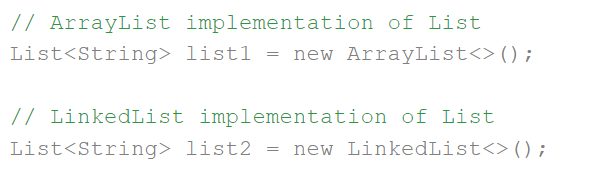 // ArrayList implementation of List
List<String> list1 = new ArrayList<>();
// LinkedList implementation of List
List<String> list2 = new LinkedList<>();